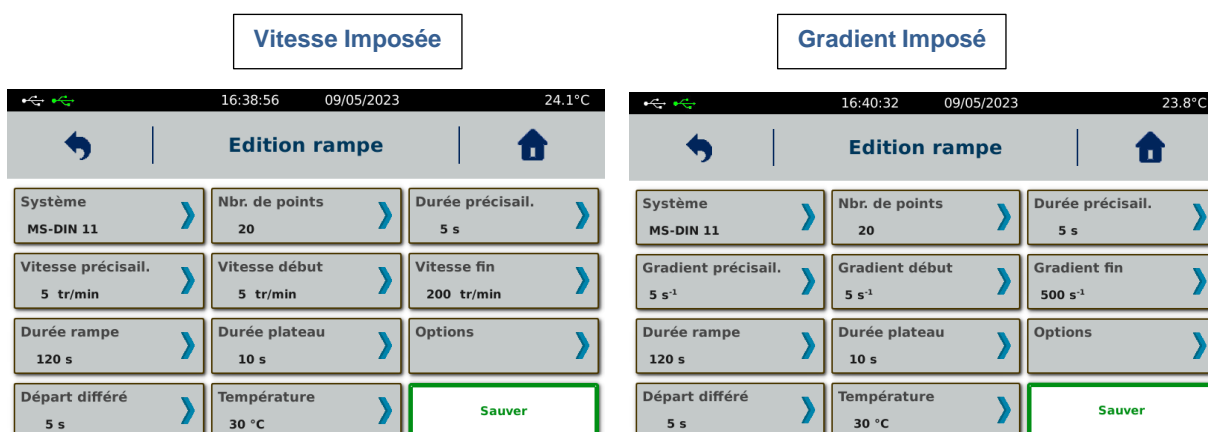 Vitesse Imposée
16:38:56 09/05/2023 24.1°C
Edition rampe
Système Nbr. de points Durée précisail.
MS-DIN 11 20 5 s
Vitesse précisail. Vitesse début Vitesse fin
5 tr/min 5 tr/min 200 tr/min
Durée rampe Durée plateau Options
120 s 10 s
Départ différé Température Sauver
5 s 30 °C
Gradient Imposé
16:40:32 09/05/2023 23.8°C
Edition rampe
Système Nbr. de points Durée précisail.
MS-DIN 11 20 5 s
Gradient précisail. Gradient début Gradient fin
5 s⁻¹ 5 s⁻¹ 500 s⁻¹
Durée rampe Durée plateau Options
120 s 10 s
Départ différé Température Sauver
5 s 30 °C